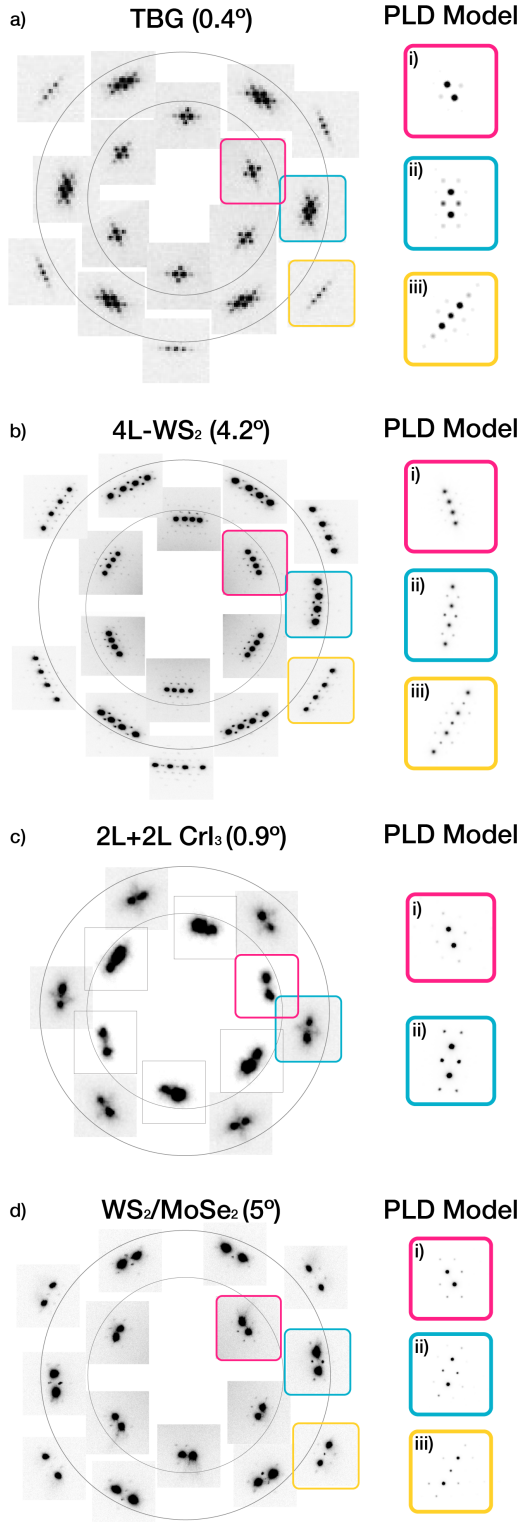 a) TBG (0.4º) PLD Model
i)
ii)
iii)
b) 4L-WS₂ (4.2º) PLD Model
i)
ii)
iii)
c) 2L+2L CrI₃ (0.9º) PLD Model
i)
ii)
d) WS₂/MoSe₂ (5º) PLD Model
i)
ii)
iii)